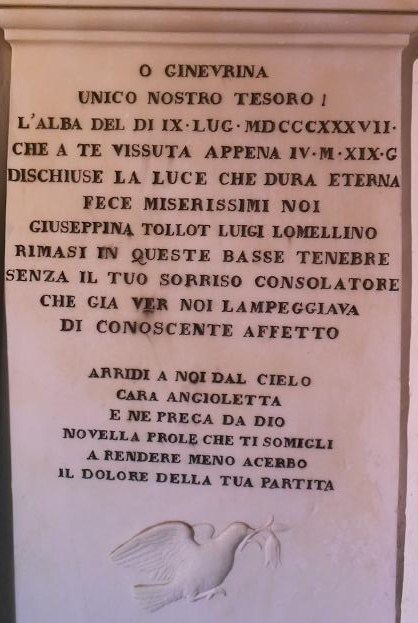 O GINEVRINA
UNICO NOSTRO TESORO !
L'ALBA DEL DI IX·LUG·MDCCCXXXVII·
CHE A TE VISSUTA APPENA IV·M·XIX·G
DISCHIUSE LA LUCE CHE DURA ETERNA
FECE MISERISSIMI NOI
GIUSEPPINA TOLLOT LUIGI LOMELLINO
RIMASI IN QUESTE BASSE TENEBRE
SENZA IL TUO SORRISO CONSOLATORE
CHE GIA VER NOI LAMPEGGIAVA
DI CONOSCENTE AFFETTO
ARRIDI A NOI DAL CIELO
CARA ANGIOLETTA
E NE PREGA DA DIO
NOVELLA PROLE CHE TI SOMIGLI
A RENDERE MENO ACERBO
IL DOLORE DELLA TUA PARTITA